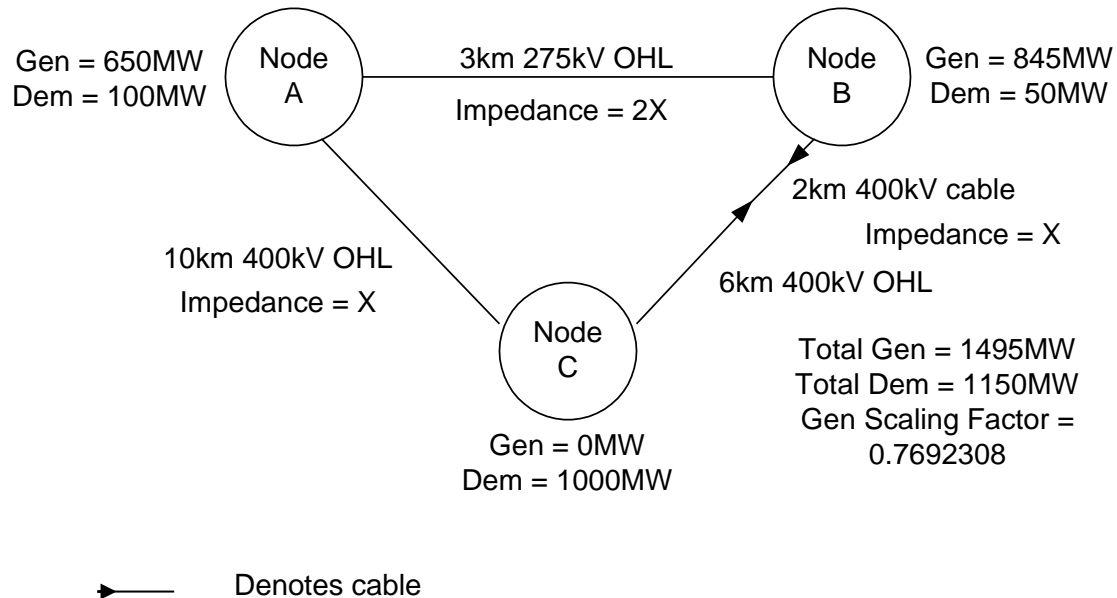 Gen = 650MW
Dem = 100MW
Node
A
3km 275kV OHL
Impedance = 2X
Node
B
Gen = 845MW
Dem = 50MW
2km 400kV cable
Impedance = X
10km 400kV OHL
Impedance = X
6km 400kV OHL
Node
C
Gen = 0MW
Dem = 1000MW
Total Gen = 1495MW
Total Dem = 1150MW
Gen Scaling Factor =
0.7692308
Denotes cable